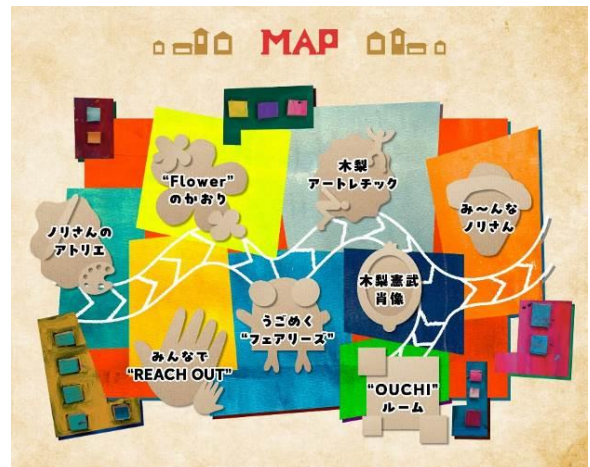 MAP
"Flower"
のかおり
木梨
アートレチック
み〜んな
ノリさん
ノリさんの
アトリエ
木梨憲武
肖像
うごめく
"フェアリーズ"
みんなで
"REACH OUT"
"OUCHI"
ルーム